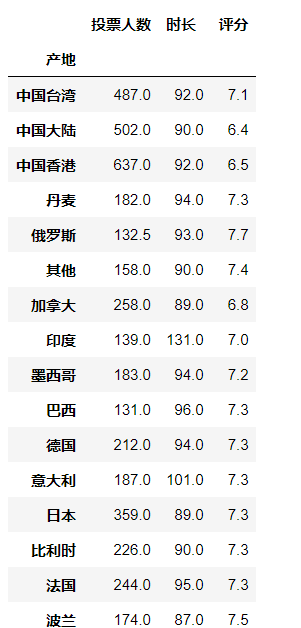 投票人数 时长 评分
产地
中国台湾 487.0 92.0 7.1
中国大陆 502.0 90.0 6.4
中国香港 637.0 92.0 6.5
丹麦 182.0 94.0 7.3
俄罗斯 132.5 93.0 7.7
其他 158.0 90.0 7.4
加拿大 258.0 89.0 6.8
印度 139.0 131.0 7.0
墨西哥 183.0 94.0 7.2
巴西 131.0 96.0 7.3
德国 212.0 94.0 7.3
意大利 187.0 101.0 7.3
日本 359.0 89.0 7.3
比利时 226.0 90.0 7.3
法国 244.0 95.0 7.3
波兰 174.0 87.0 7.5